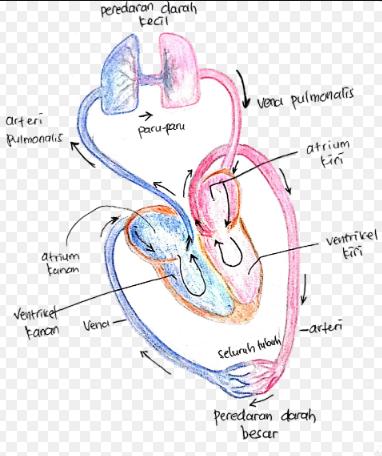 peredaran darah
kecil
arteri
pulmonalis
paru-paru
vena pulmonalis
atrium
kiri
atrium
kanan
ventrikel
kiri
ventrikel
kanan
vena
arteri
seluruh tubuh
peredaran darah
besar